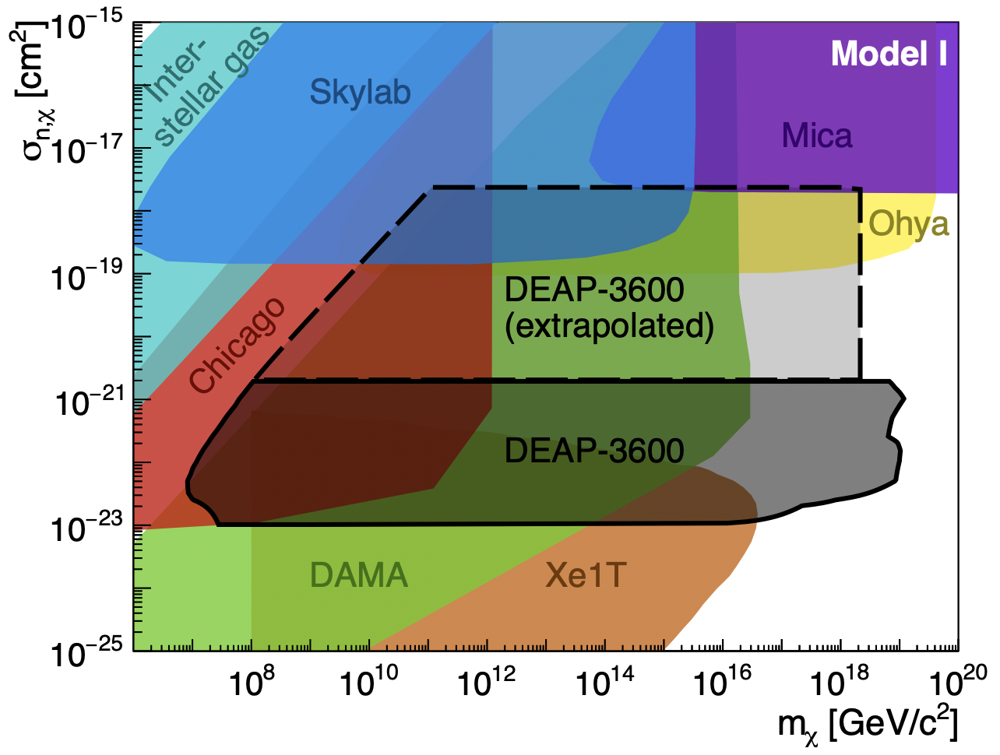 σn,χ [cm²]
10⁻¹⁵
10⁻¹⁷
10⁻¹⁹
10⁻²¹
10⁻²³
10⁻²⁵
Inter-
stellar gas
Skylab
Model I
Mica
Ohya
Chicago
DEAP-3600
(extrapolated)
DEAP-3600
DAMA
Xe1T
10⁸ 10¹⁰ 10¹² 10¹⁴ 10¹⁶ 10¹⁸ 10²⁰
mχ [GeV/c²]